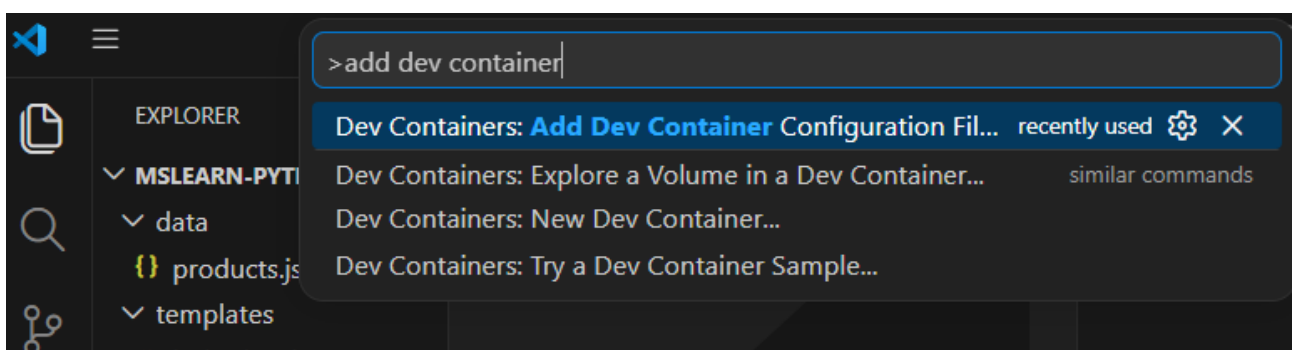 >add dev container
EXPLORER
Dev Containers: Add Dev Container Configuration Fil... recently used
MSLEARN-PYT
Dev Containers: Explore a Volume in a Dev Container... similar commands
data
Dev Containers: New Dev Container...
{} products.js
Dev Containers: Try a Dev Container Sample...
templates